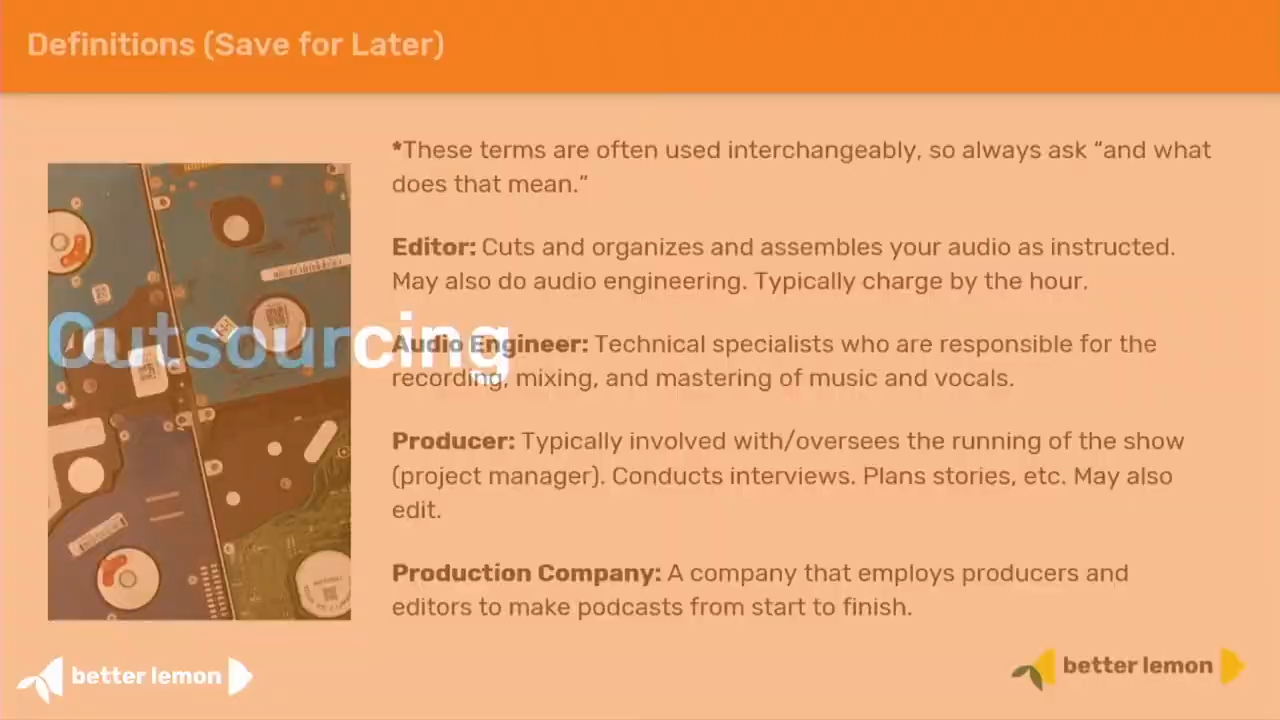 Definitions (Save for Later)
*These terms are often used interchangeably, so always ask “and what
does that mean.”
Editor: Cuts and organizes and assembles your audio as instructed.
May also do audio engineering. Typically charge by the hour.
Outsourcing
Audio Engineer: Technical specialists who are responsible for the
recording, mixing, and mastering of music and vocals.
Producer: Typically involved with/oversees the running of the show
(project manager). Conducts interviews. Plans stories, etc. May also
edit.
Production Company: A company that employs producers and
editors to make podcasts from start to finish.
better lemon
better lemon